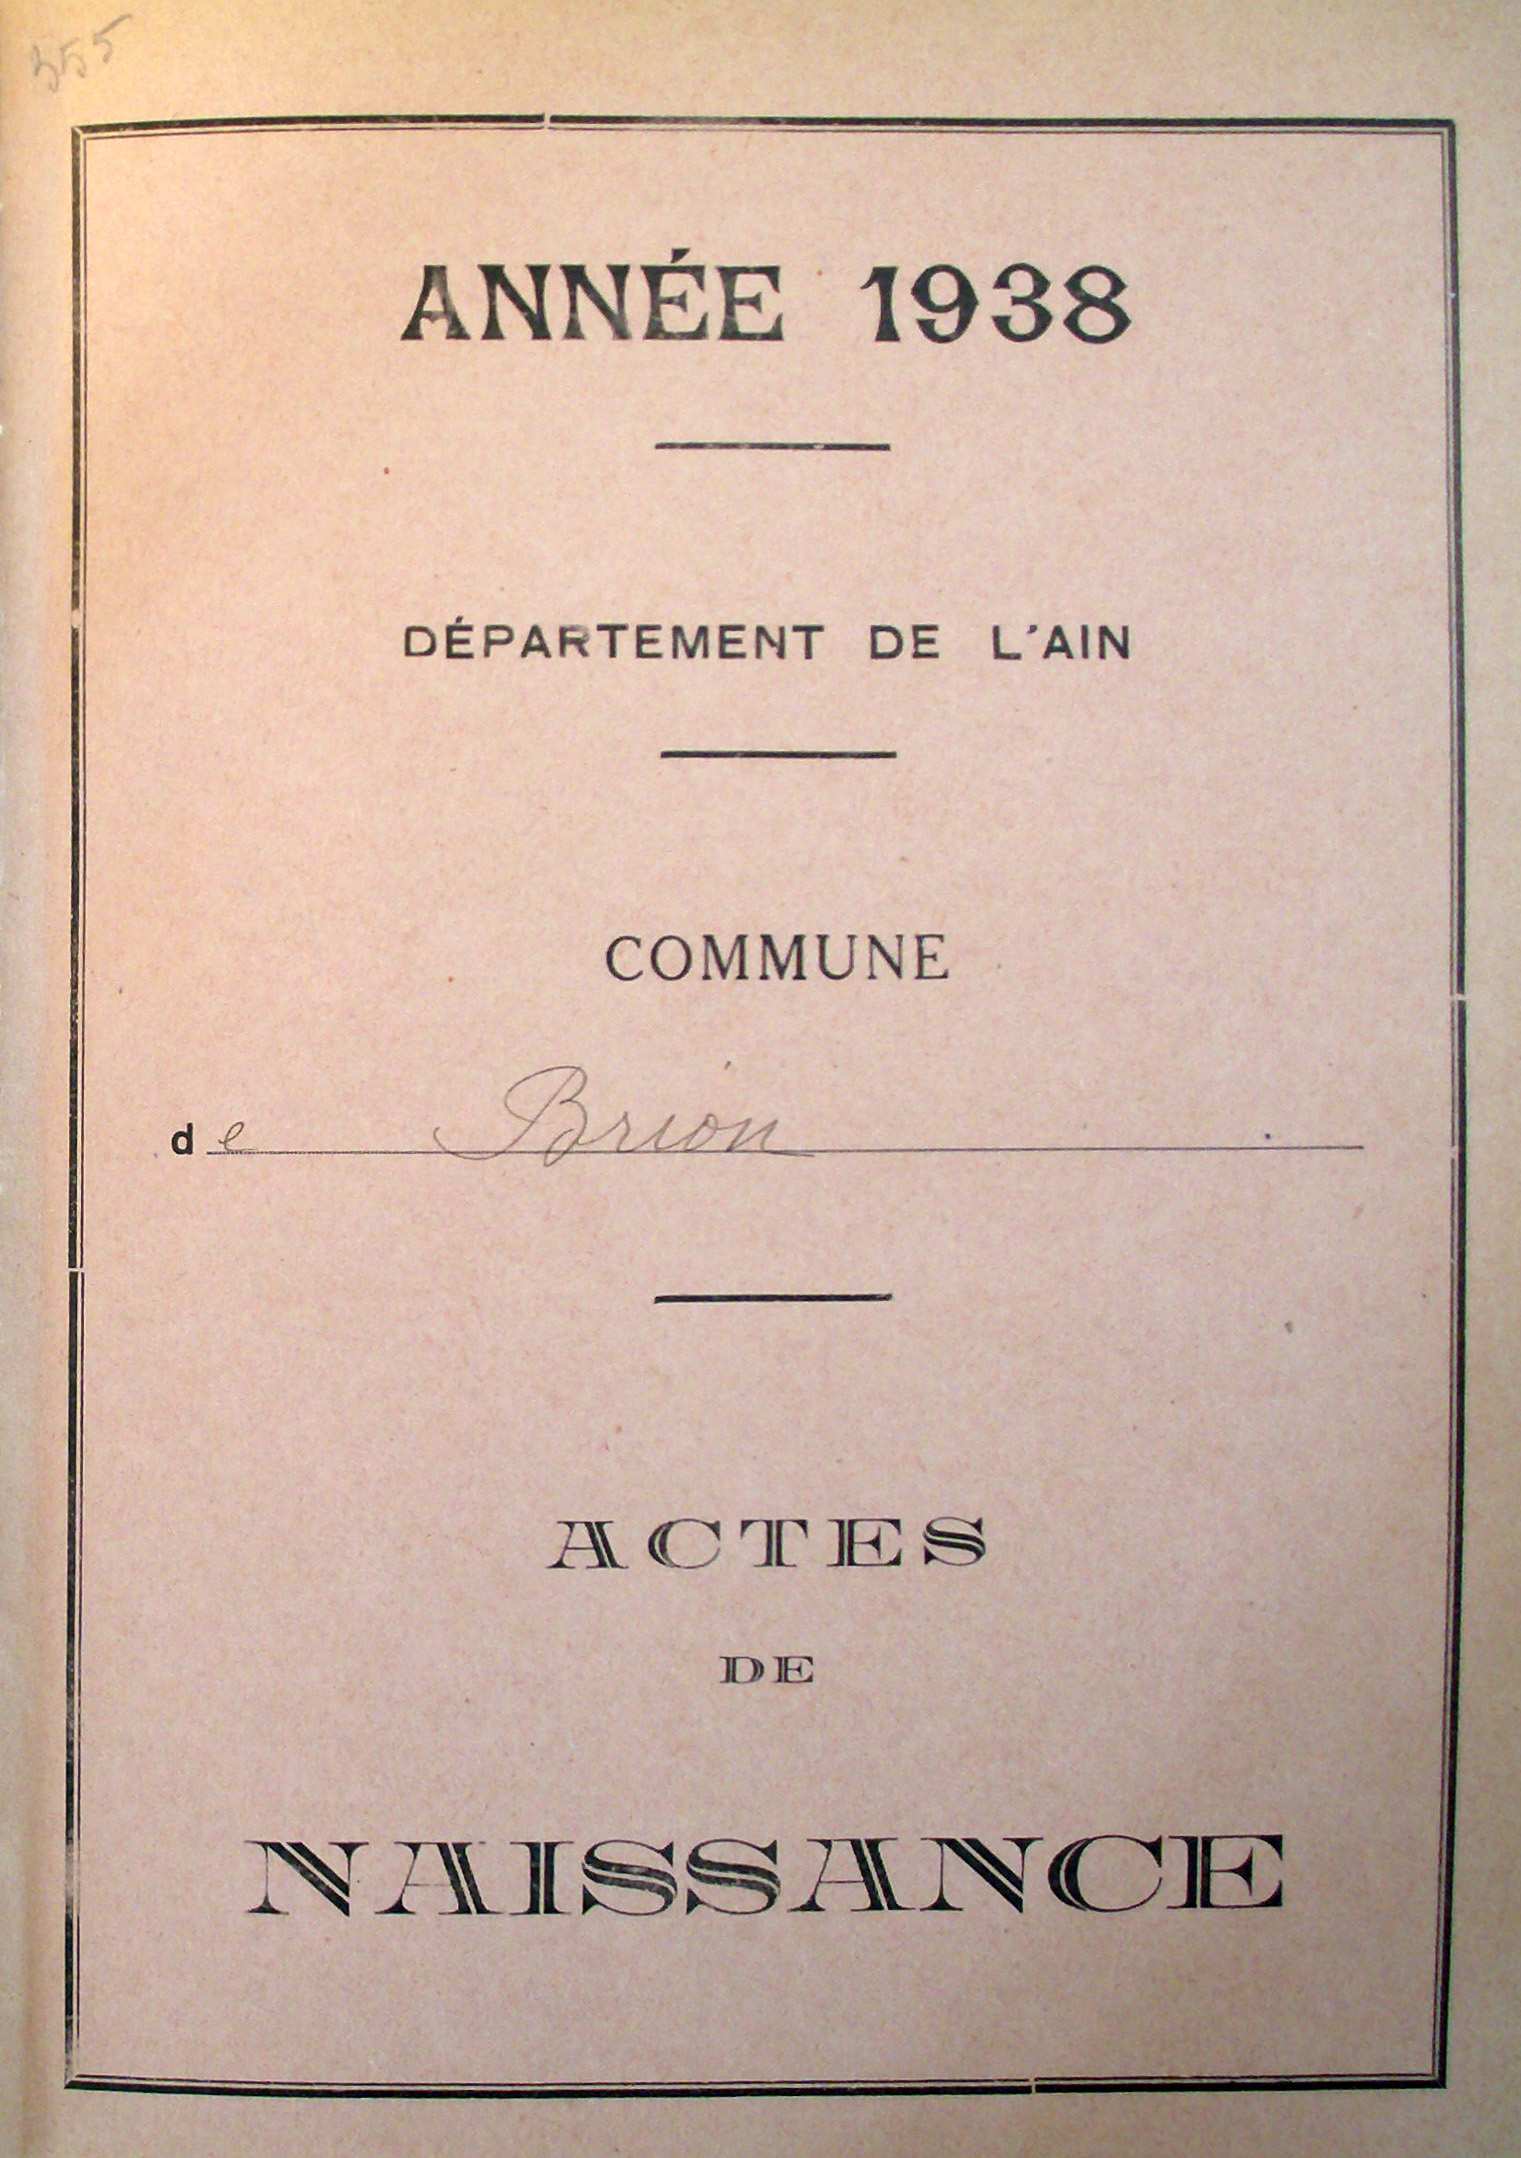 355
ANNÉE 1938
DÉPARTEMENT DE L'AIN
COMMUNE
de Brion
ACTES
DE
NAISSANCE